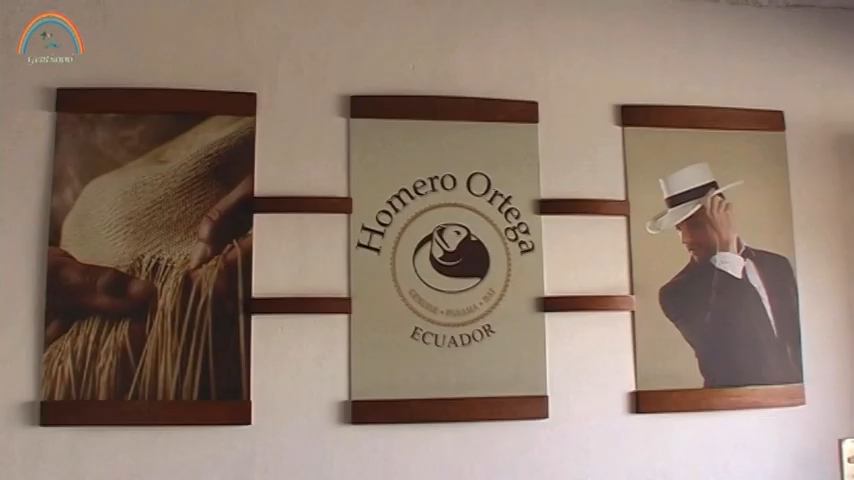 Homero Ortega
GENUINE • PANAMA • HAT
ECUADOR